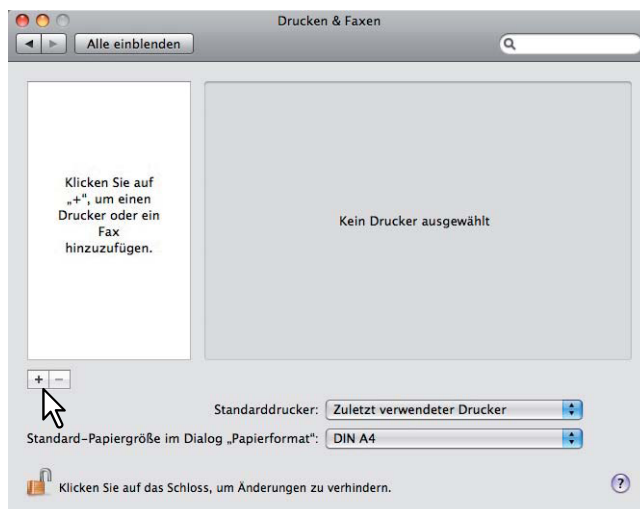 Drucken & Faxen
Alle einblenden
Klicken Sie auf
„+“, um einen
Drucker oder ein
Fax
hinzuzufügen.
Kein Drucker ausgewählt
+ −
Standarddrucker: Zuletzt verwendeter Drucker
Standard-Papiergröße im Dialog „Papierformat“: DIN A4
Klicken Sie auf das Schloss, um Änderungen zu verhindern.
?